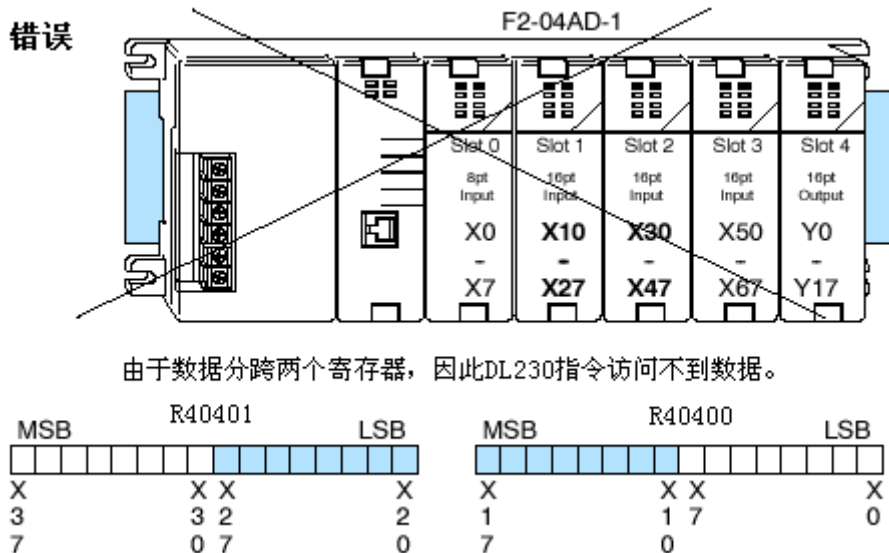 错误
F2-04AD-1
Slot 0 Slot 1 Slot 2 Slot 3 Slot 4
8pt 16pt 16pt 16pt 16pt
Input Input Input Input Output
X0 X10 X30 X50 Y0
- - - - -
X7 X27 X47 X67 Y17
由于数据分跨两个寄存器，因此DL230指令访问不到数据。
R40401 R40400
MSB LSB MSB LSB
X X X X X X X X
3 3 2 2 1 1 7 0
7 0 7 0 7 0